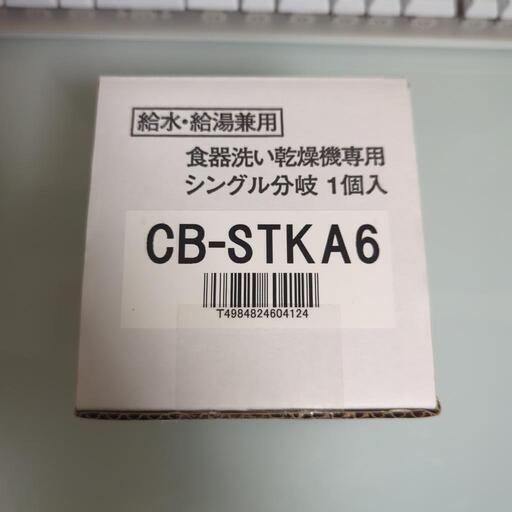 給水・給湯兼用
食器洗い乾燥機専用
シングル分岐 1個入
CB-STKA6
T4984824604124